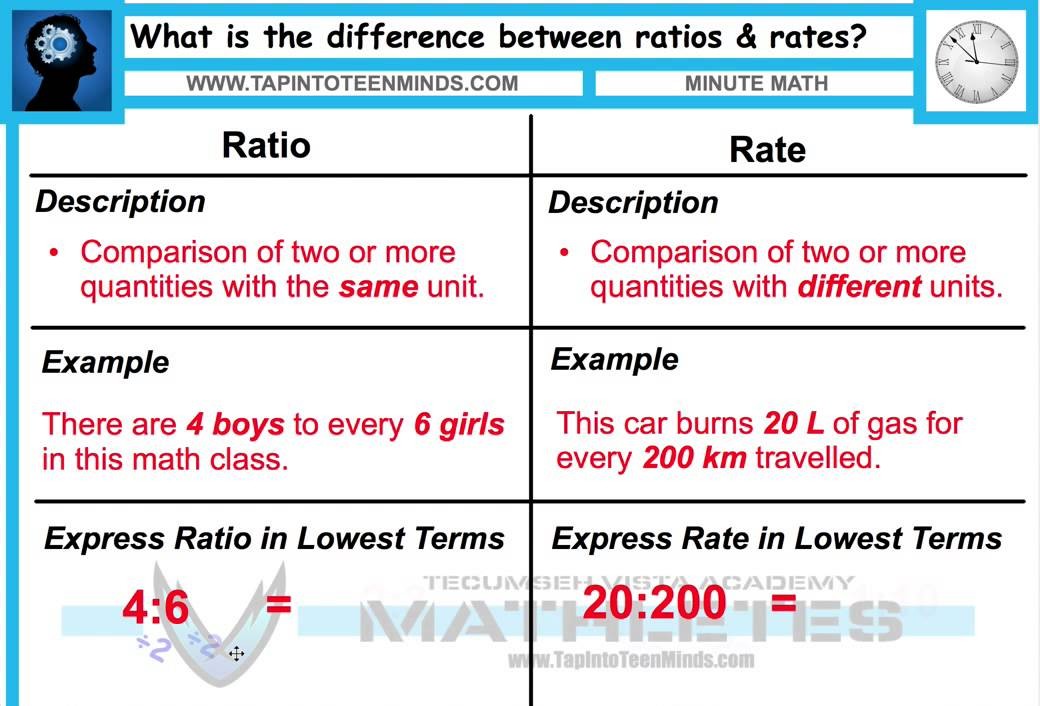 What is the difference between ratios & rates?
WWW.TAPINTOTEENMINDS.COM
MINUTE MATH
Ratio
Description
• Comparison of two or more
quantities with the same unit.
Example
There are 4 boys to every 6 girls
in this math class.
Express Ratio in Lowest Terms
4:6 =
÷2 ÷2
Rate
Description
• Comparison of two or more
quantities with different units.
Example
This car burns 20 L of gas for
every 200 km travelled.
Express Rate in Lowest Terms
20:200 =
TECUMSEH VISTA ACADEMY
MATHLETES
www.TapIntoTeenMinds.com